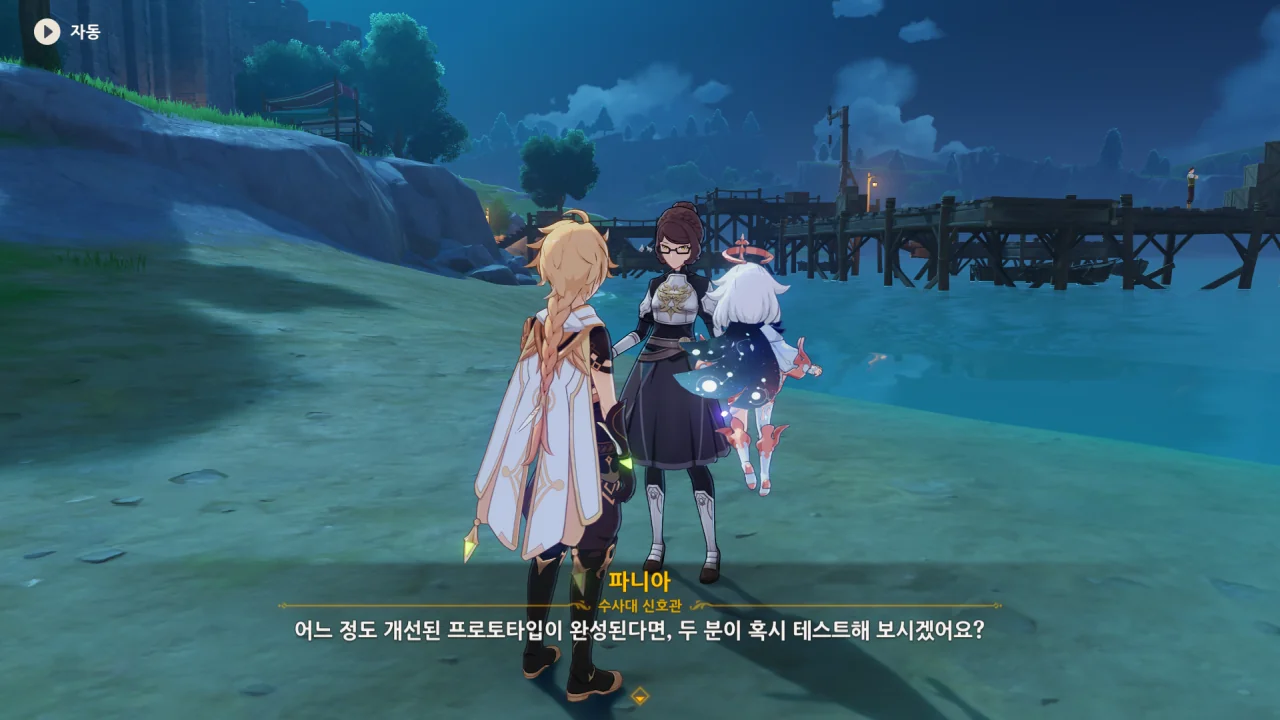 자동
파니아
수사대 신호관
어느 정도 개선된 프로토타입이 완성된다면, 두 분이 혹시 테스트해 보시겠어요?